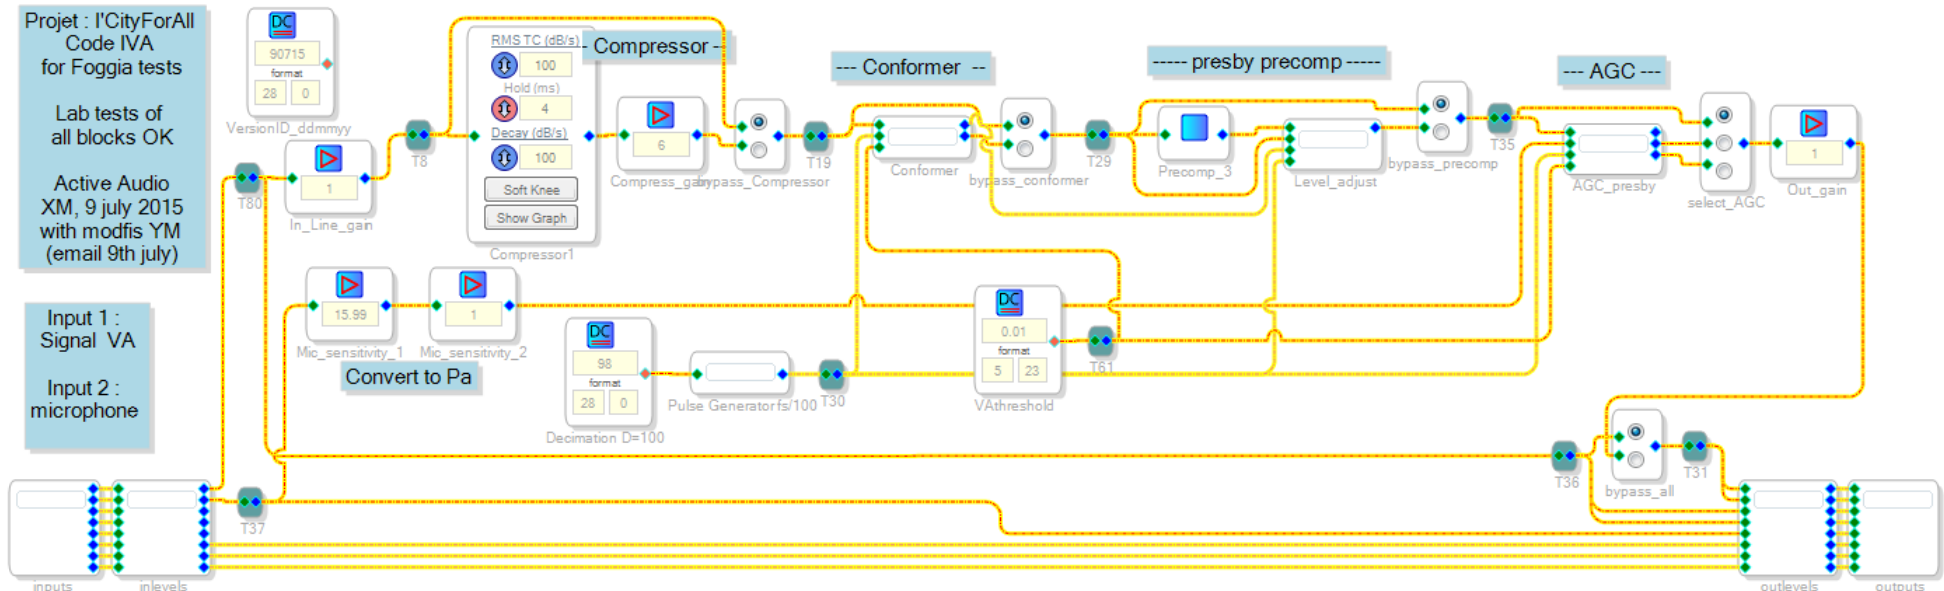 Projet : I'CityForAll
Code IVA
for Foggia tests
Lab tests of
all blocks OK
Active Audio
XM, 9 july 2015
with modfis YM
(email 9th july)
Input 1 :
Signal VA
Input 2 :
microphone
90715
format
28
0
VersionID_ddmmyy
T80
1
In_Line_gain
T8
RMS TC (dB/s)
100
Hold (ms)
4
Decay (dB/s)
100
Soft Knee
Show Graph
Compressor1
- Compressor -
6
Compress_gain
bypass_Compressor
T19
--- Conformer --
Conformer
bypass_conformer
T29
----- presby precomp -----
Precomp_3
Level_adjust
bypass_precomp
T35
--- AGC ---
AGC_presby
select_AGC
1
Out_gain
15.99
Mic_sensitivity_1
1
Mic_sensitivity_2
Convert to Pa
DC
98
format
28
0
Decimation D=100
Pulse Generator fs/100
T30
DC
0.01
format
5
23
VAthreshold
T61
T36
bypass_all
T31
T37
inputs
inlevels
outlevels
outputs
DC